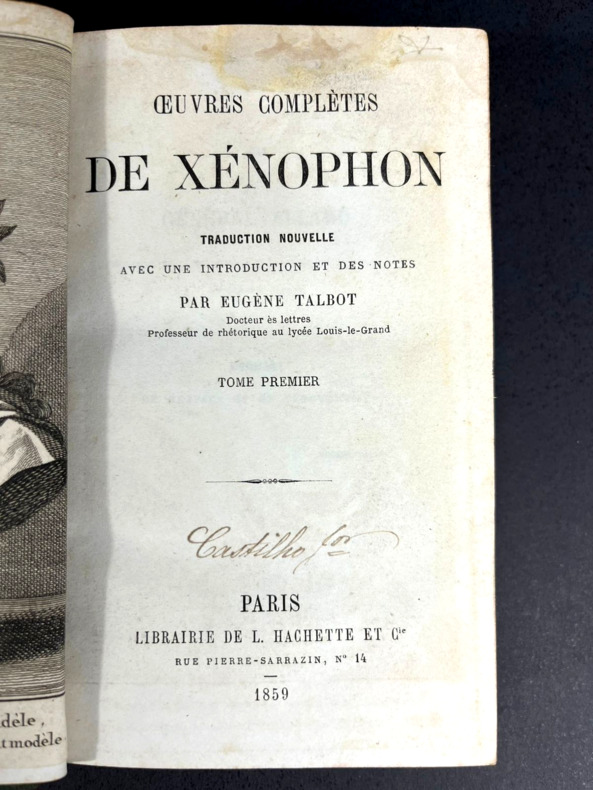 ŒUVRES COMPLÈTES
DE XÉNOPHON
TRADUCTION NOUVELLE
AVEC UNE INTRODUCTION ET DES NOTES
PAR EUGÈNE TALBOT
Docteur ès lettres
Professeur de rhétorique au lycée Louis-le-Grand
TOME PREMIER
Castilho
PARIS
LIBRAIRIE DE L. HACHETTE ET Cie
RUE PIERRE-SARRAZIN, N° 14
1859
modèle